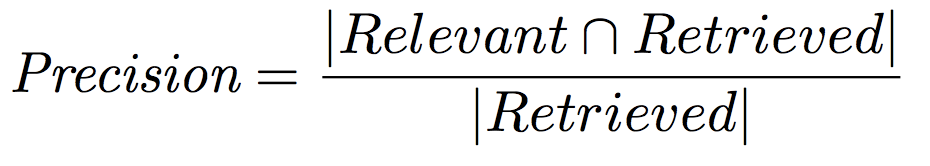 Precision = |Relevant ∩ Retrieved|
|Retrieved|